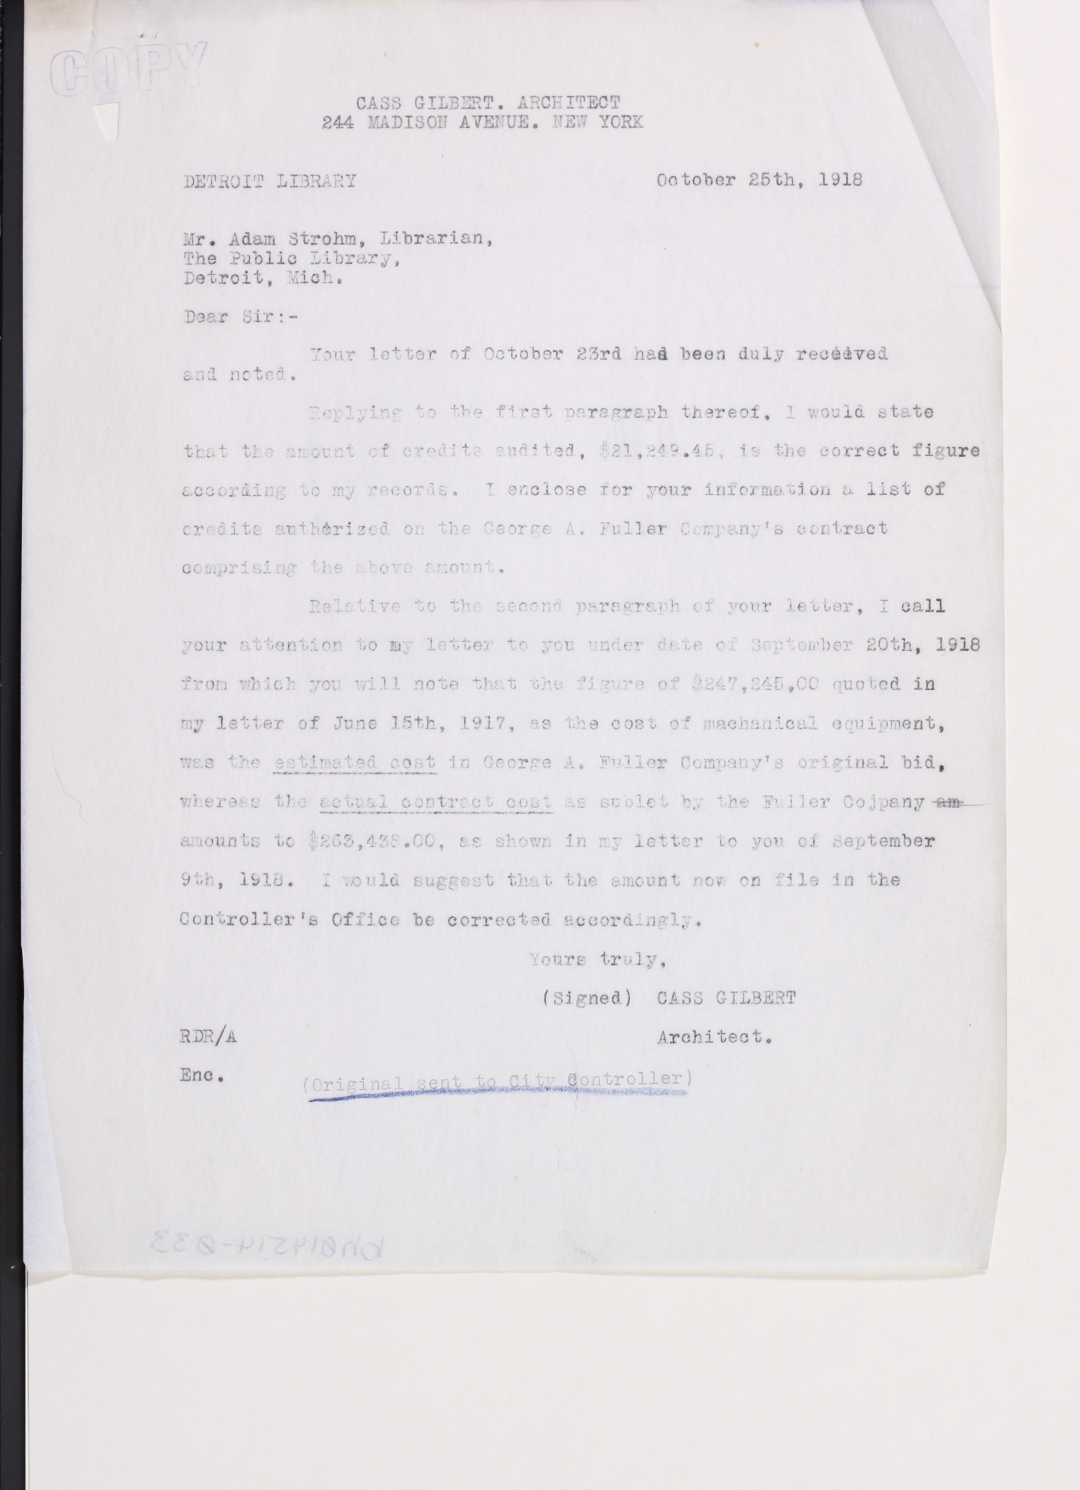 COPY
CASS GILBERT. ARCHITECT
244 MADISON AVENUE. NEW YORK
DETROIT LIBRARY October 25th, 1918
Mr. Adam Strohm, Librarian,
The Public Library,
Detroit, Mich.
Dear Sir:-
Your letter of October 23rd had been duly received
and noted.
Replying to the first paragraph thereof, I would state
that the amount of credits audited, $21,249.45, is the correct figure
according to my records. I enclose for your information a list of
credits authorized on the George A. Fuller Company's contract
comprising the above amount.
Relative to the second paragraph of your letter, I call
your attention to my letter to you under date of September 20th, 1918
from which you will note that the figure of $247,245,00 quoted in
my letter of June 15th, 1917, as the cost of machanical equipment,
was the estimated cost in George A. Fuller Company's original bid,
whereas the actual contract cost as sublet by the Fuller Cojpany am
amounts to $263,438.00, as shown in my letter to you of September
9th, 1918. I would suggest that the amount now on file in the
Controller's Office be corrected accordingly.
Yours truly,
(Signed) CASS GILBERT
RDR/A Architect.
Enc. (Original sent to City Controller)